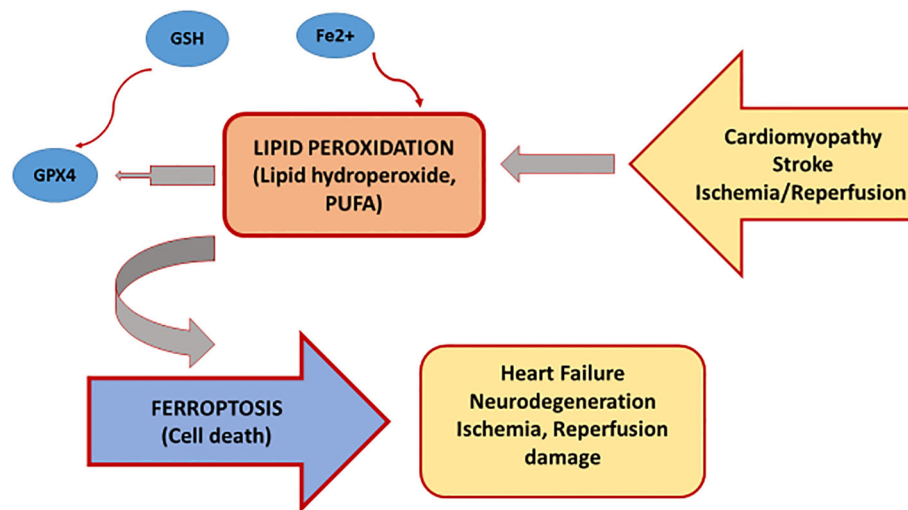 GSH
Fe2+
GPX4
LIPID PEROXIDATION
(Lipid hydroperoxide,
PUFA)
Cardiomyopathy
Stroke
Ischemia/Reperfusion
FERROPTOSIS
(Cell death)
Heart Failure
Neurodegeneration
Ischemia, Reperfusion
damage